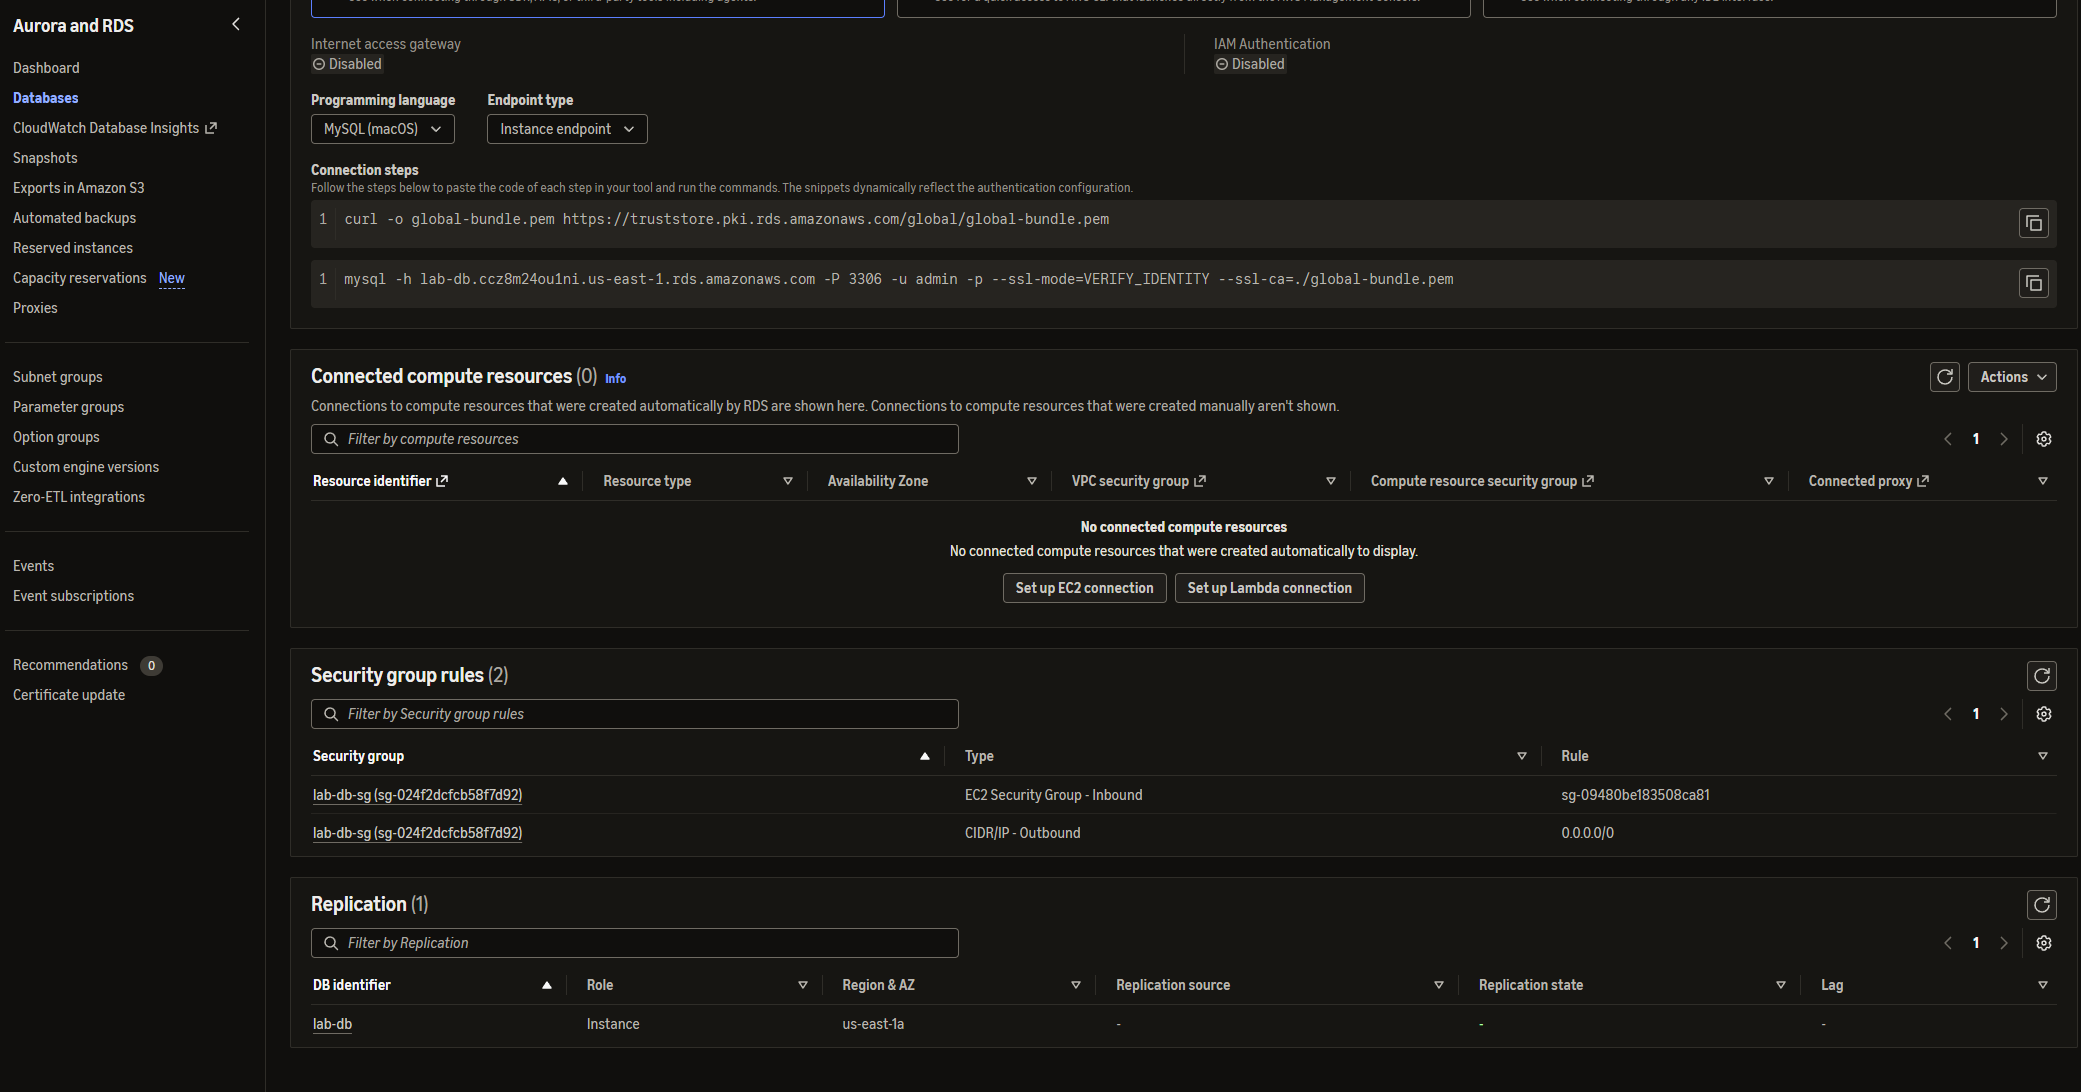 Aurora and RDS
Dashboard
Databases
CloudWatch Database Insights
Snapshots
Exports in Amazon S3
Automated backups
Reserved instances
Capacity reservations New
Proxies
Subnet groups
Parameter groups
Option groups
Custom engine versions
Zero-ETL integrations
Events
Event subscriptions
Recommendations 0
Certificate update
Internet access gateway
Disabled
IAM Authentication
Disabled
Programming language
MySQL (macOS)
Endpoint type
Instance endpoint
Connection steps
Follow the steps below to paste the code of each step in your tool and run the commands. The snippets dynamically reflect the authentication configuration.
1 curl -o global-bundle.pem https://truststore.pki.rds.amazonaws.com/global/global-bundle.pem
1 mysql -h lab-db.ccz8m24ou1ni.us-east-1.rds.amazonaws.com -P 3306 -u admin -p --ssl-mode=VERIFY_IDENTITY --ssl-ca=./global-bundle.pem
Connected compute resources (0) Info
Actions
Connections to compute resources that were created automatically by RDS are shown here. Connections to compute resources that were created manually aren't shown.
Filter by compute resources
1
Resource identifier Resource type Availability Zone VPC security group Compute resource security group Connected proxy
No connected compute resources
No connected compute resources that were created automatically to display.
Set up EC2 connection Set up Lambda connection
Security group rules (2)
Filter by Security group rules
1
Security group Type Rule
lab-db-sg (sg-024f2dcfcb58f7d92) EC2 Security Group - Inbound sg-09480be183508ca81
lab-db-sg (sg-024f2dcfcb58f7d92) CIDR/IP - Outbound 0.0.0.0/0
Replication (1)
Filter by Replication
1
DB identifier Role Region & AZ Replication source Replication state Lag
lab-db Instance us-east-1a - - -